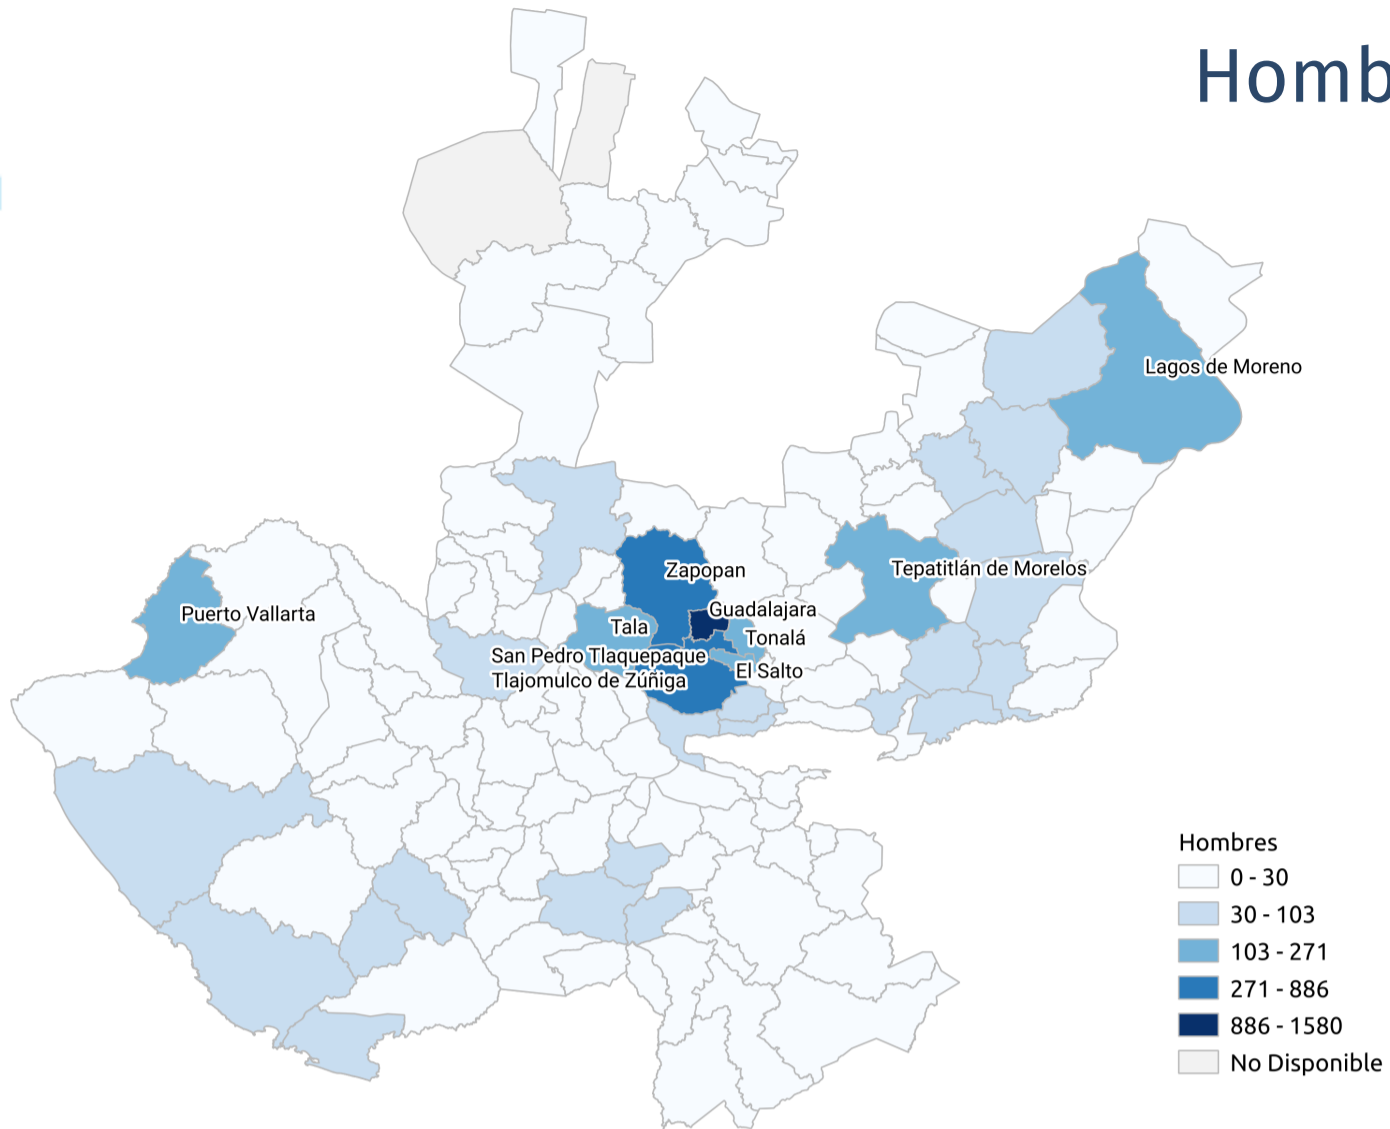 Homb
Lagos de Moreno
Zapopan
Tepatitlán de Morelos
Puerto Vallarta
Guadalajara
Tala
Tonalá
San Pedro Tlaquepaque
El Salto
Tlajomulco de Zúñiga
Hombres
0 - 30
30 - 103
103 - 271
271 - 886
886 - 1580
No Disponible